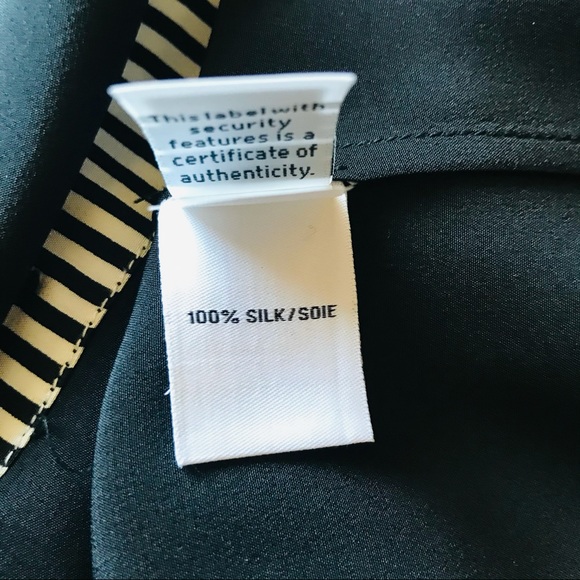 This label with
security
features is a
certificate of
authenticity.
100% SILK/SOIE